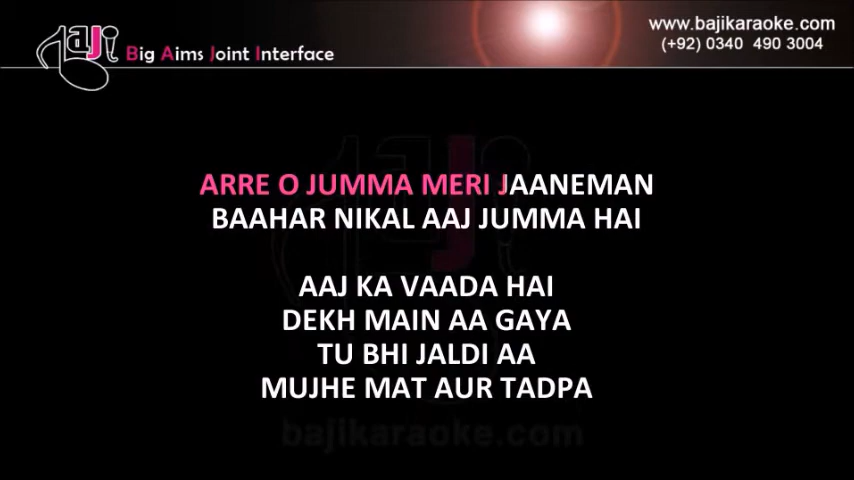 BAJI
Big Aims Joint Interface
www.bajikaraoke.com
(+92) 0340 490 3004
ARRE O JUMMA MERI JAANEMAN
BAAHAR NIKAL AAJ JUMMA HAI
AAJ KA VAADA HAI
DEKH MAIN AA GAYA
TU BHI JALDI AA
MUJHE MAT AUR TADPA
bajikaraoke.com